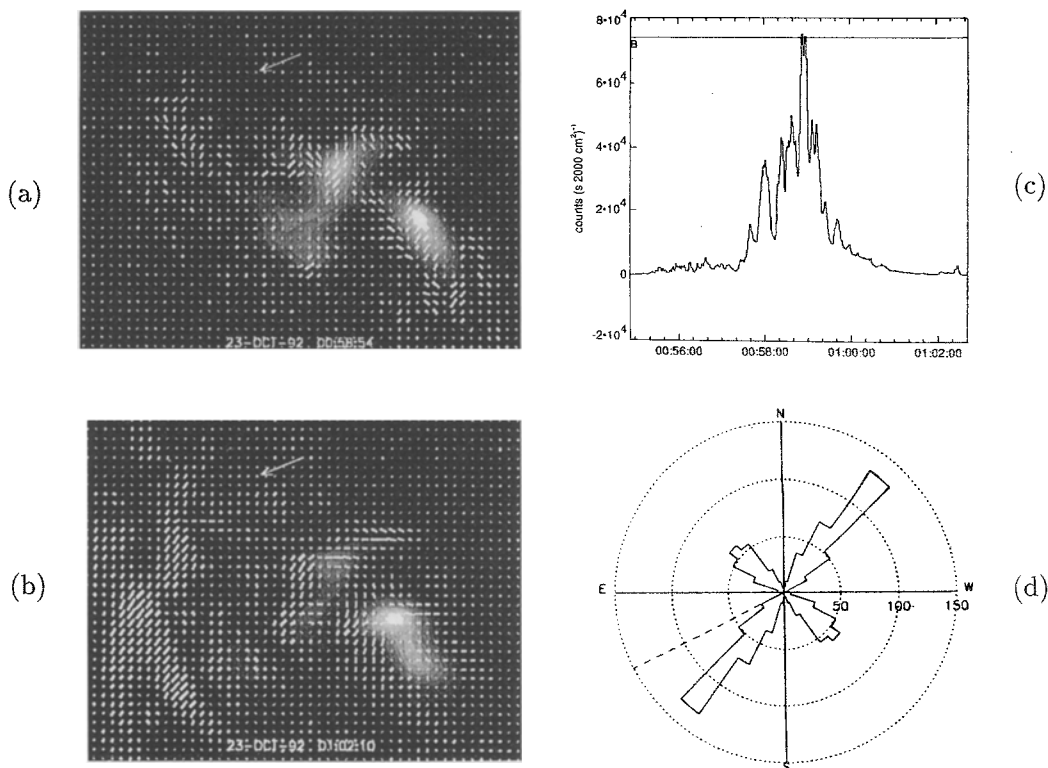 (a)
23-OCT-92 00:58:54
8•10⁴
6•10⁴
4•10⁴
2•10⁴
0
-2•10⁴
B
counts (s 2000 cm²)⁻¹
00:56:00 00:58:00 01:00:00 01:02:00
(c)
(b)
23-OCT-92 01:02:10
N
E
W
50 100 150
S
(d)